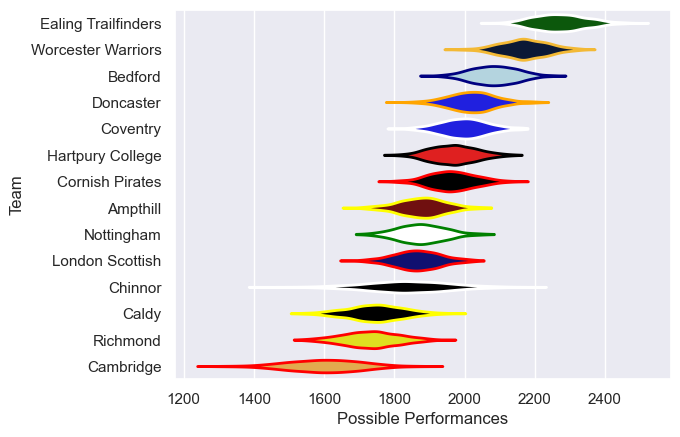 Ealing Trailfinders
Worcester Warriors
Bedford
Doncaster
Coventry
Hartpury College
Cornish Pirates
Ampthill
Nottingham
London Scottish
Chinnor
Caldy
Richmond
Cambridge
Team
1200 1400 1600 1800 2000 2200 2400
Possible Performances